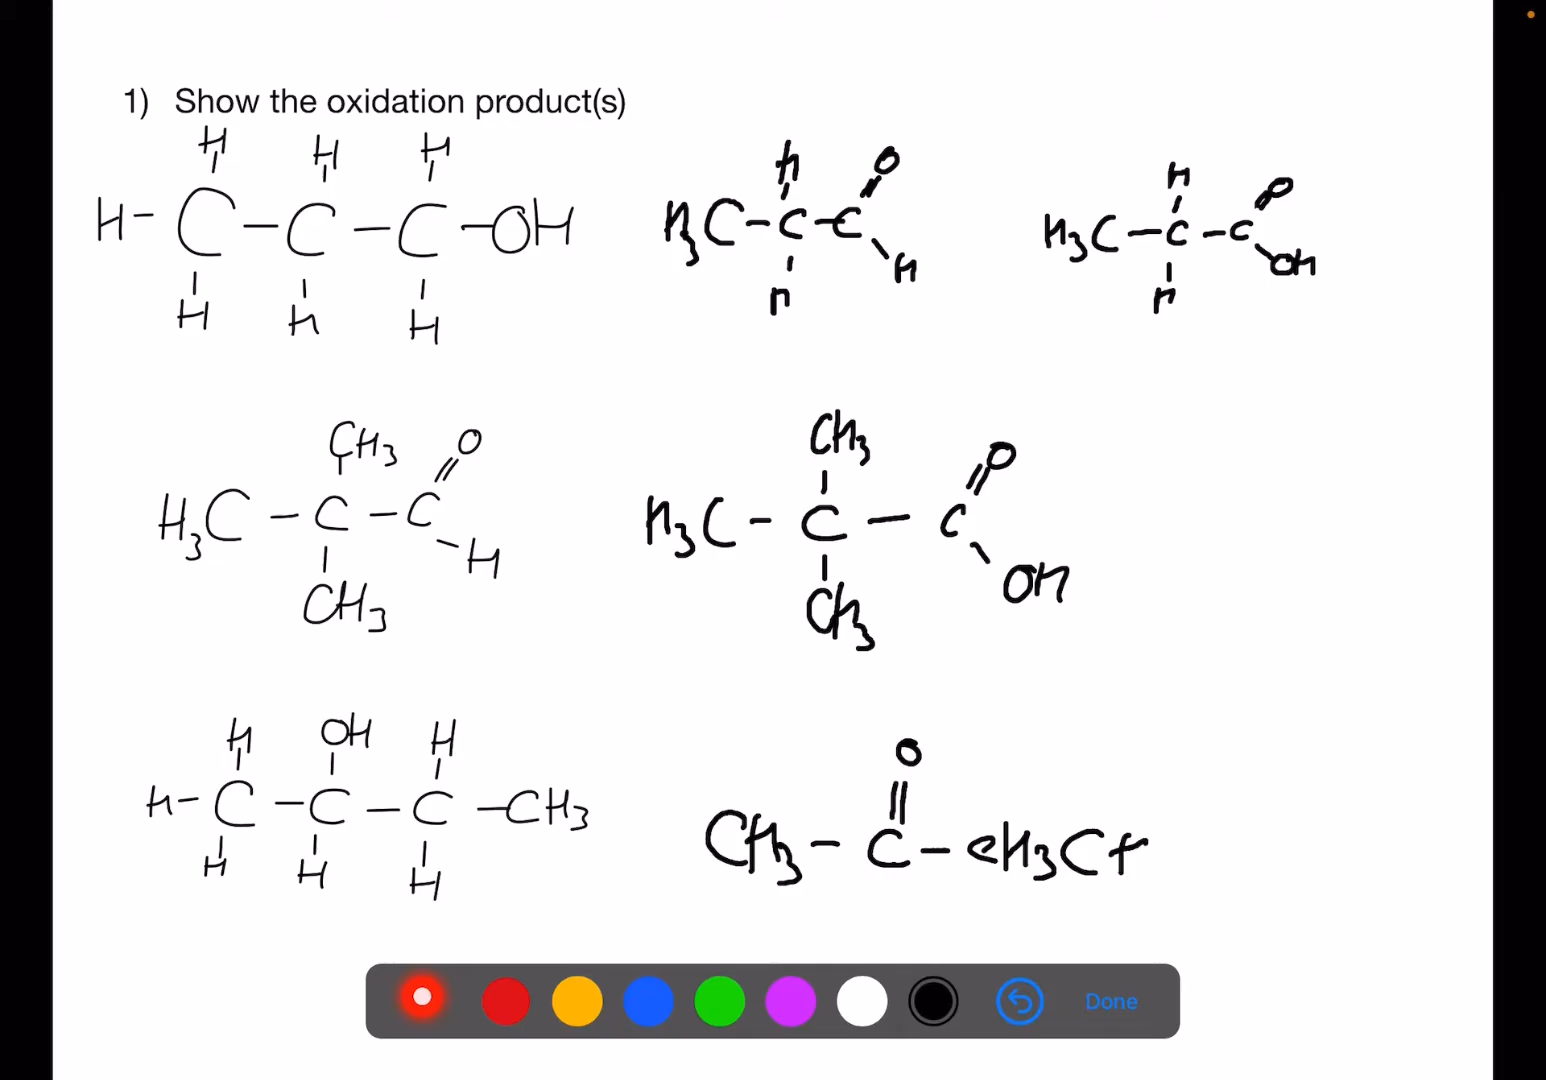 1) Show the oxidation product(s)
H H H
H - C - C - C - OH
H H H
H O
H3C - C - C
H H
H O
H3C - C - C
H OH
CH3 O
H3C - C - C
CH3 H
CH3 O
H3C - C - C
CH3 OH
H OH H
H - C - C - C - CH3
H H H
O
CH3 - C - CH3C
Done